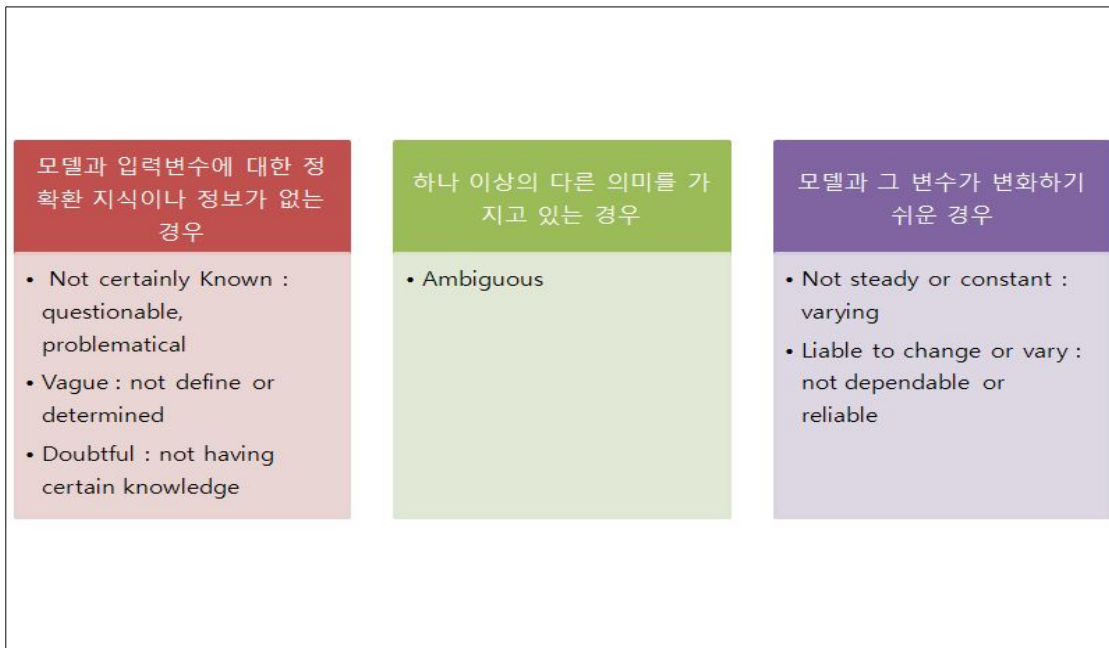 모델과 입력변수에 대한 정
확환 지식이나 정보가 없는
경우
• Not certainly Known :
questionable,
problematical
• Vague : not define or
determined
• Doubtful : not having
certain knowledge
하나 이상의 다른 의미를 가
지고 있는 경우
• Ambiguous
모델과 그 변수가 변화하기
쉬운 경우
• Not steady or constant :
varying
• Liable to change or vary :
not dependable or
reliable